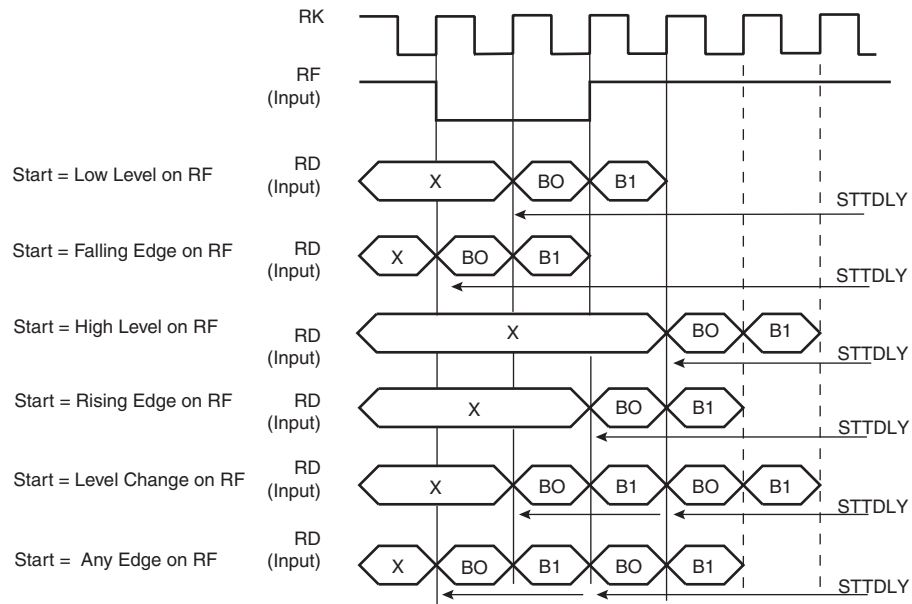 RK
RF
(Input)
Start = Low Level on RF
RD
(Input)
X
BO
B1
STTDLY
Start = Falling Edge on RF
RD
(Input)
X
BO
B1
STTDLY
Start = High Level on RF
RD
(Input)
X
BO
B1
STTDLY
Start = Rising Edge on RF
RD
(Input)
X
BO
B1
STTDLY
Start = Level Change on RF
RD
(Input)
X
BO
B1
BO
B1
STTDLY
Start = Any Edge on RF
RD
(Input)
X
BO
B1
BO
B1
STTDLY